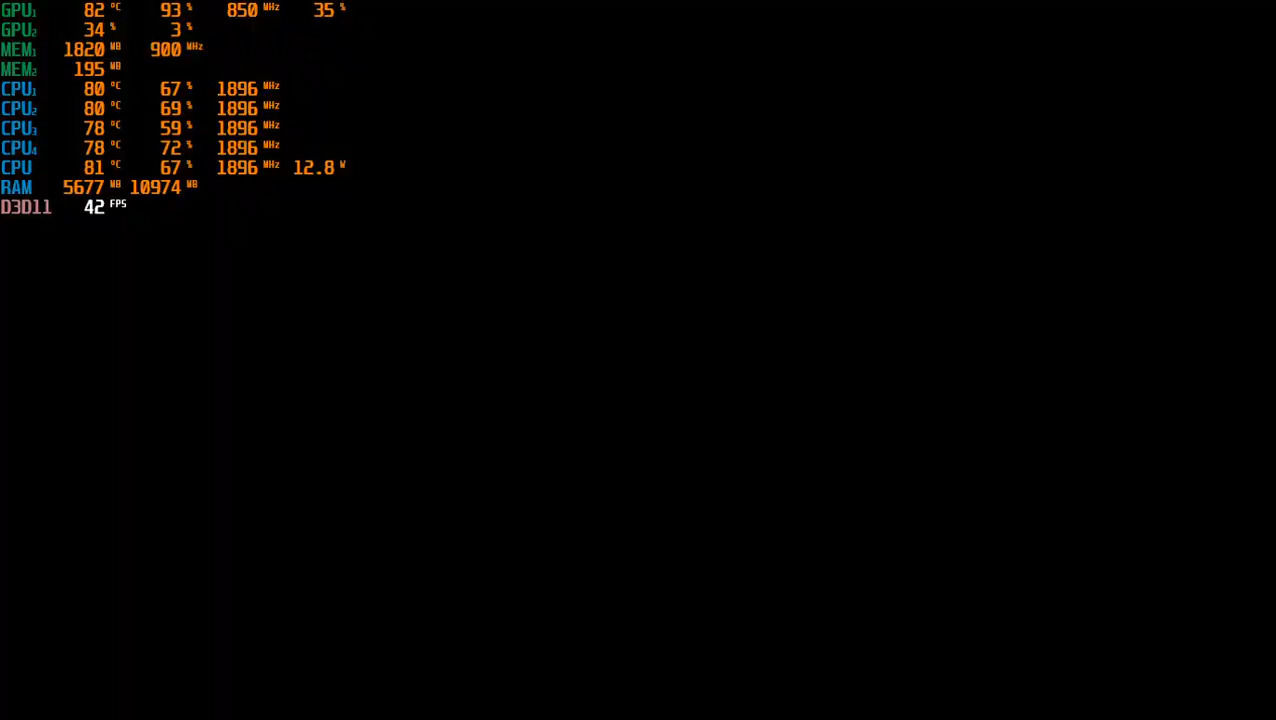 GPU1 82 °C 93 % 850 MHz 35 %
GPU2 34 % 3 %
MEM1 1820 MB 900 MHz
MEM2 195 MB
CPU1 80 °C 67 % 1896 MHz
CPU2 80 °C 69 % 1896 MHz
CPU3 78 °C 59 % 1896 MHz
CPU4 78 °C 72 % 1896 MHz
CPU 81 °C 67 % 1896 MHz 12.8 W
RAM 5677 MB 10974 MB
D3D11 42 FPS